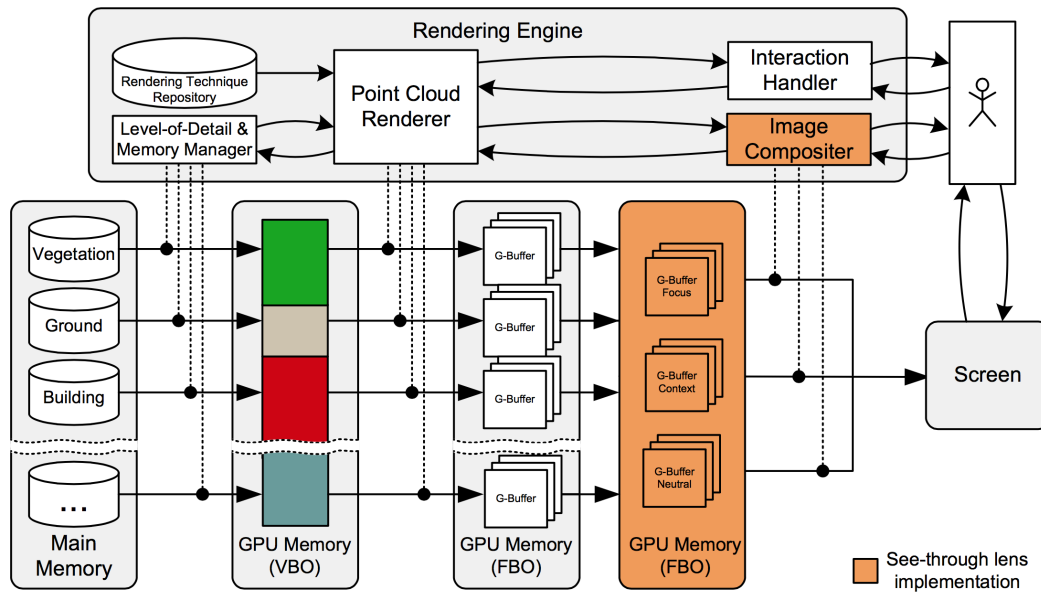 Rendering Engine
Rendering Technique
Repository
Level-of-Detail &
Memory Manager
Point Cloud
Renderer
Interaction
Handler
Image
Compositer
Vegetation
Ground
Building
...
Main
Memory
GPU Memory
(VBO)
G-Buffer
G-Buffer
G-Buffer
G-Buffer
GPU Memory
(FBO)
G-Buffer
Focus
G-Buffer
Context
G-Buffer
Neutral
GPU Memory
(FBO)
Screen
See-through lens
implementation